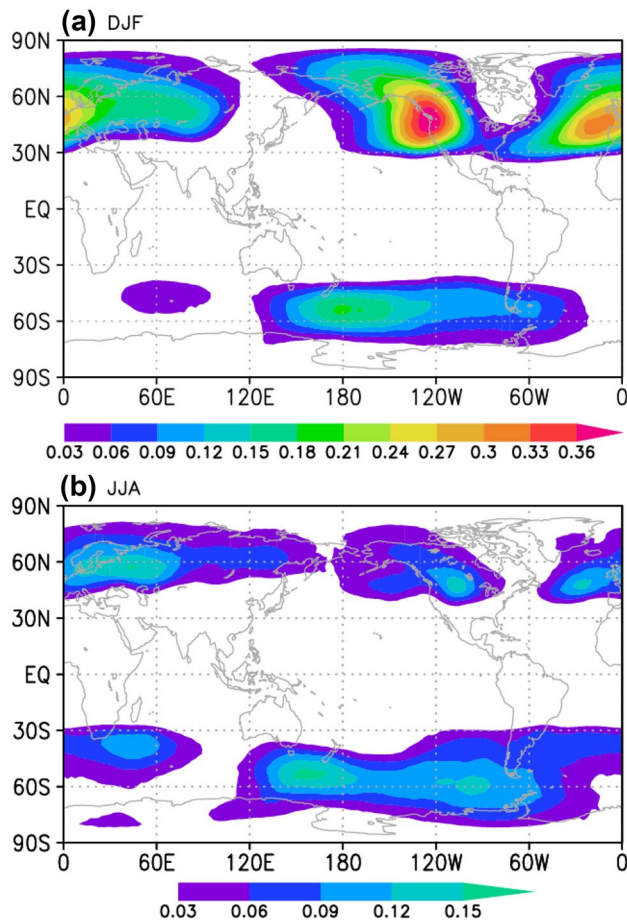 (a) DJF
90N
60N
30N
EQ
30S
60S
90S
0 60E 120E 180 120W 60W 0
0.03 0.06 0.09 0.12 0.15 0.18 0.21 0.24 0.27 0.3 0.33 0.36
(b) JJA
90N
60N
30N
EQ
30S
60S
90S
0 60E 120E 180 120W 60W 0
0.03 0.06 0.09 0.12 0.15